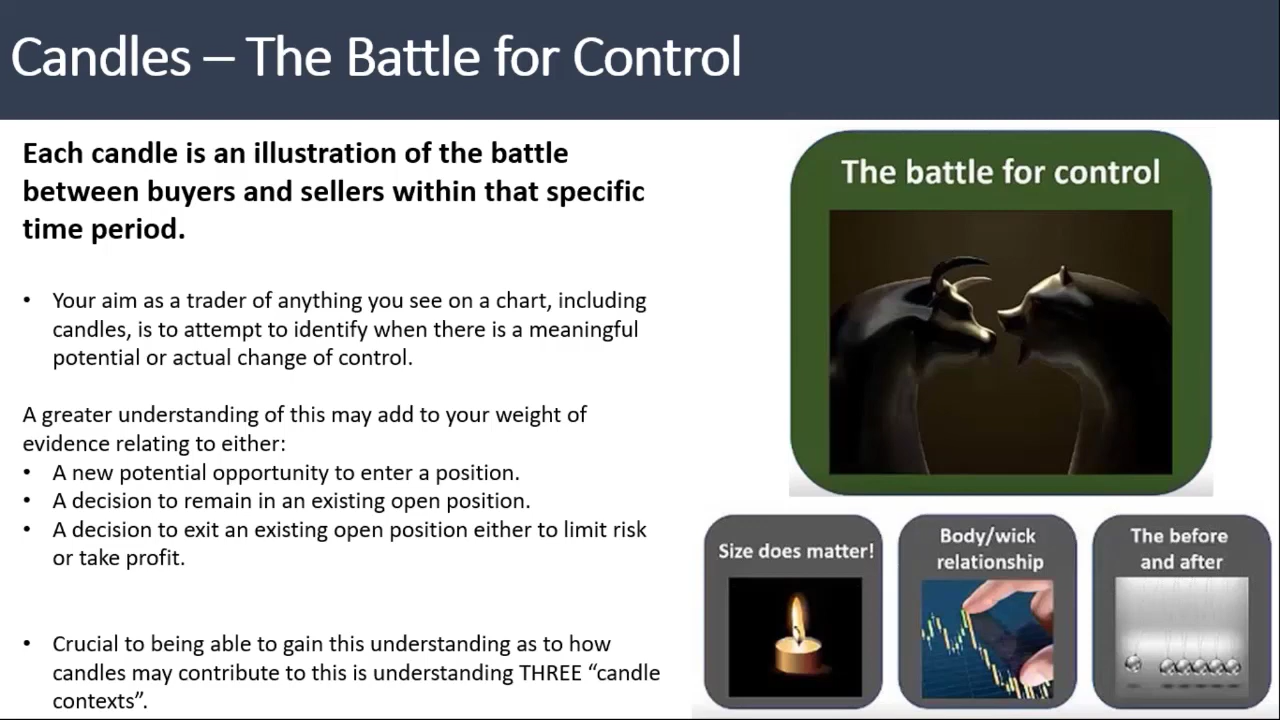 Candles – The Battle for Control
Each candle is an illustration of the battle
between buyers and sellers within that specific
time period.
• Your aim as a trader of anything you see on a chart, including
candles, is to attempt to identify when there is a meaningful
potential or actual change of control.
A greater understanding of this may add to your weight of
evidence relating to either:
• A new potential opportunity to enter a position.
• A decision to remain in an existing open position.
• A decision to exit an existing open position either to limit risk
or take profit.
• Crucial to being able to gain this understanding as to how
candles may contribute to this is understanding THREE “candle
contexts”.
The battle for control
Size does matter!
Body/wick
relationship
The before
and after